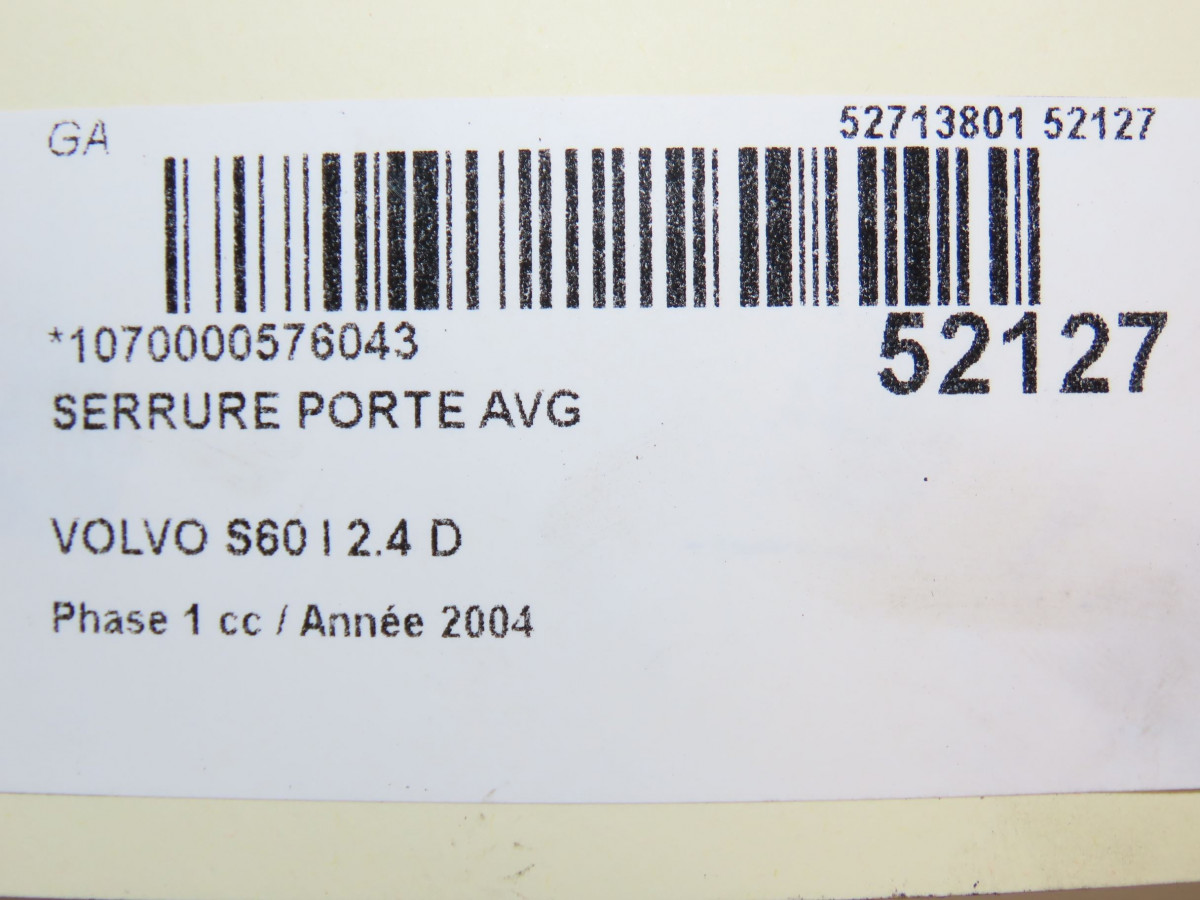 GA
52713801 52127
*1070000576043
52127
SERRURE PORTE AVG
VOLVO S60 I 2.4 D
Phase 1 cc / Année 2004